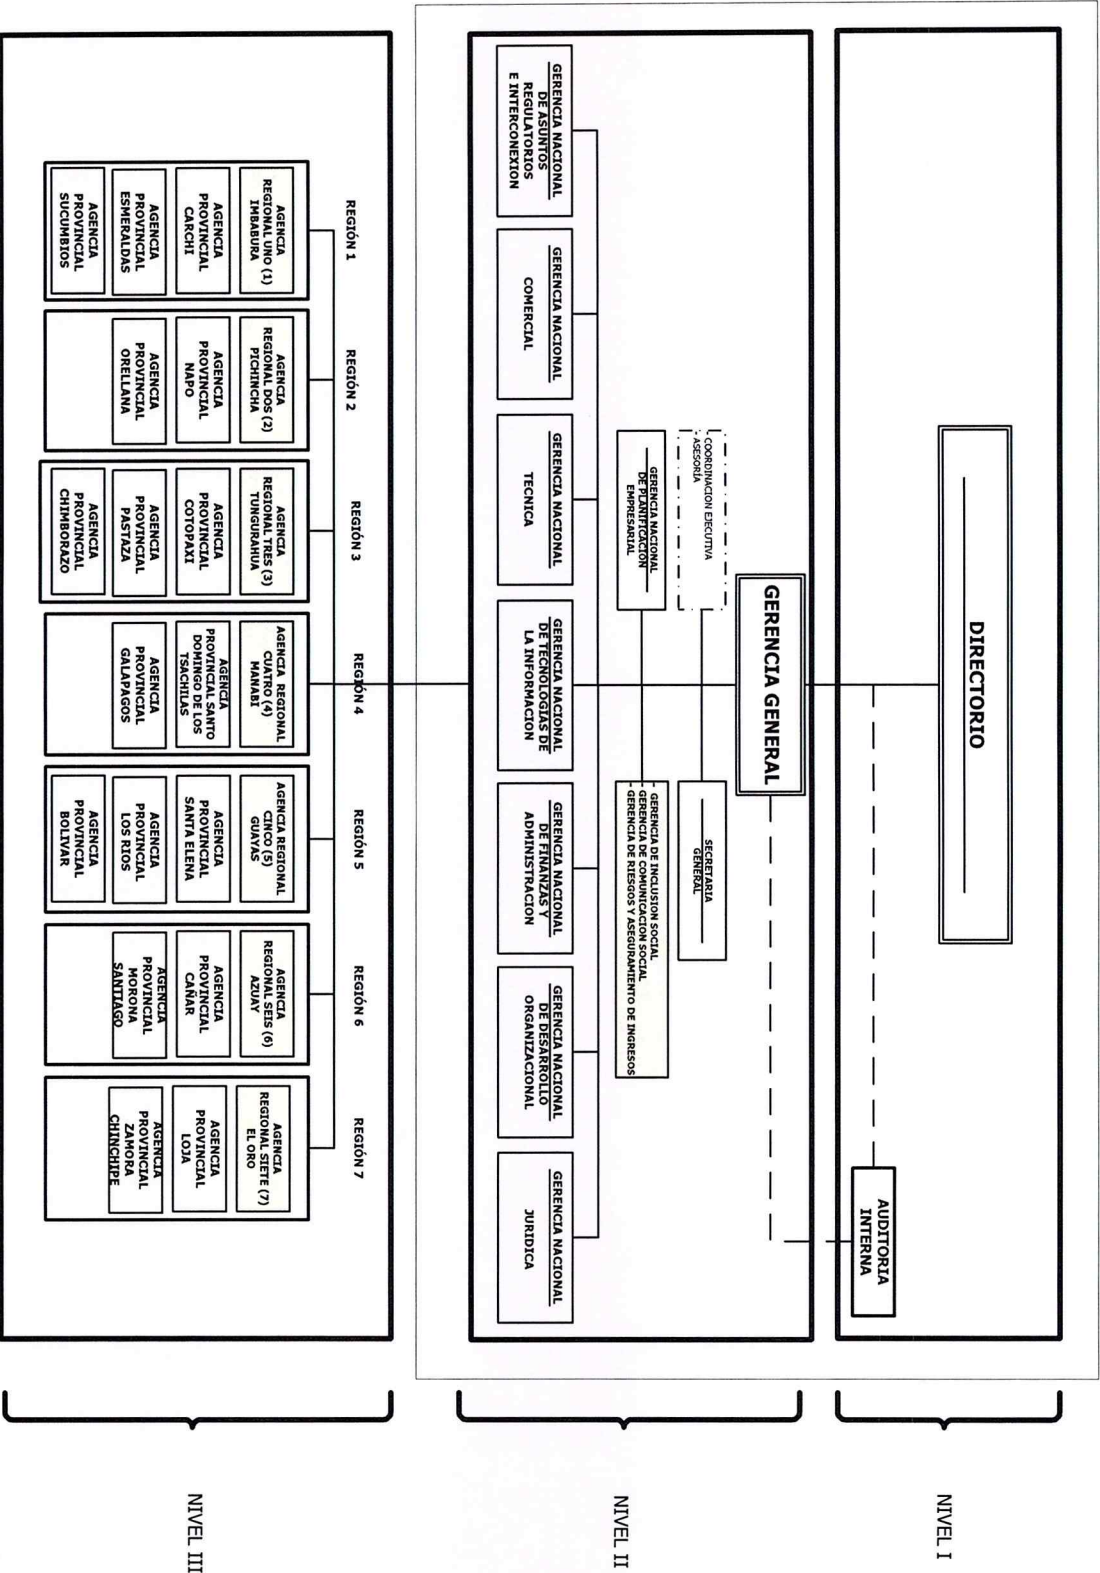 DIRECTORIO
AUDITORIA
INTERNA
NIVEL I
GERENCIA GENERAL
- COORDINACION EJECUTIVA
- ASESORÍA
SECRETARIA
GENERAL
GERENCIA NACIONAL
DE PLANIFICACIÓN
EMPRESARIAL
- GERENCIA DE INCLUSION SOCIAL
- GERENCIA DE COMUNICACION SOCIAL
- GERENCIA DE RIESGOS Y ASEGURAMIENTO DE INGRESOS
GERENCIA NACIONAL
DE ASUNTOS
REGULATORIOS
E INTERCONEXION
GERENCIA NACIONAL
COMERCIAL
GERENCIA NACIONAL
TECNICA
GERENCIA NACIONAL
DE TECNOLOGIAS DE
LA INFORMACION
GERENCIA NACIONAL
DE FINANZAS Y
ADMINISTRACION
GERENCIA NACIONAL
DE DESARROLLO
ORGANIZACIONAL
GERENCIA NACIONAL
JURIDICA
NIVEL II
REGIÓN 1
AGENCIA
REGIONAL UNO (1)
IMBABURA
AGENCIA
PROVINCIAL
CARCHI
AGENCIA
PROVINCIAL
ESMERALDAS
AGENCIA
PROVINCIAL
SUCUMBIOS
REGIÓN 2
AGENCIA
REGIONAL DOS (2)
PICHINCHA
AGENCIA
PROVINCIAL
NAPO
AGENCIA
PROVINCIAL
ORELLANA
REGIÓN 3
AGENCIA
REGIONAL TRES (3)
TUNGURAHUA
AGENCIA
PROVINCIAL
COTOPAXI
AGENCIA
PROVINCIAL
PASTAZA
AGENCIA
PROVINCIAL
CHIMBORAZO
REGIÓN 4
AGENCIA REGIONAL
CUATRO (4)
MANABI
AGENCIA
PROVINCIAL SANTO
DOMINGO DE LOS
TSACHILAS
AGENCIA
PROVINCIAL
GALAPAGOS
REGIÓN 5
AGENCIA REGIONAL
CINCO (5)
GUAYAS
AGENCIA
PROVINCIAL
SANTA ELENA
AGENCIA
PROVINCIAL
LOS RIOS
AGENCIA
PROVINCIAL
BOLIVAR
REGIÓN 6
AGENCIA
REGIONAL SEIS (6)
AZUAY
AGENCIA
PROVINCIAL
CAÑAR
AGENCIA
PROVINCIAL
MORONA
SANTIAGO
REGIÓN 7
AGENCIA
REGIONAL SIETE (7)
EL ORO
AGENCIA
PROVINCIAL
LOJA
AGENCIA
PROVINCIAL
ZAMORA
CHINCHIPE
NIVEL III